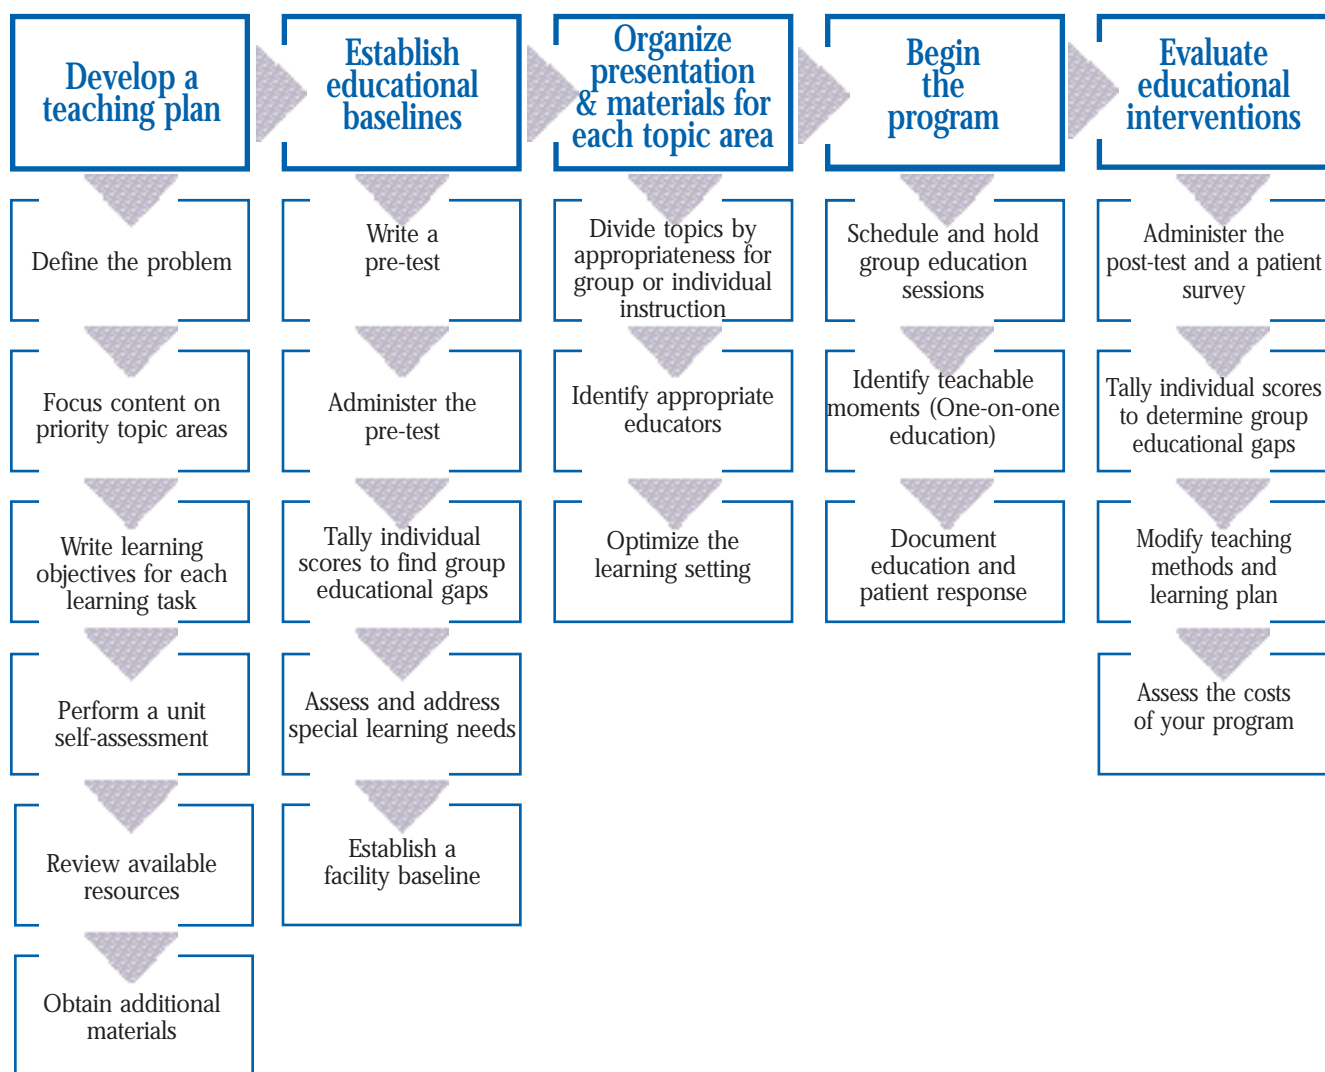 Develop a
teaching plan
Define the problem
Focus content on
priority topic areas
Write learning
objectives for each
learning task
Perform a unit
self-assessment
Review available
resources
Obtain additional
materials
Establish
educational
baselines
Write a
pre-test
Administer the
pre-test
Tally individual
scores to find group
educational gaps
Assess and address
special learning needs
Establish a
facility baseline
Organize
presentation
& materials for
each topic area
Divide topics by
appropriateness for
group or individual
instruction
Identify appropriate
educators
Optimize the
learning setting
Begin
the
program
Schedule and hold
group education
sessions
Identify teachable
moments (One-on-one
education)
Document
education and
patient response
Evaluate
educational
interventions
Administer the
post-test and a patient
survey
Tally individual scores
to determine group
educational gaps
Modify teaching
methods and
learning plan
Assess the costs
of your program